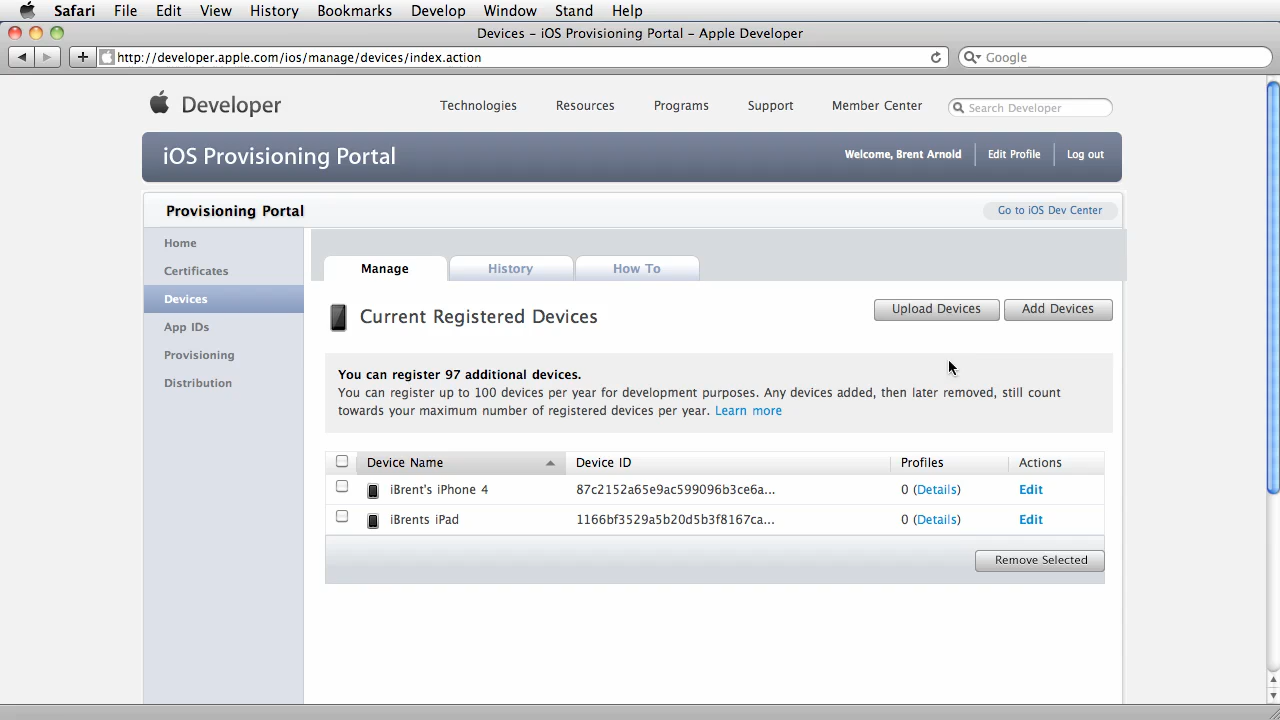 Safari File Edit View History Bookmarks Develop Window Stand Help
Devices – iOS Provisioning Portal – Apple Developer
http://developer.apple.com/ios/manage/devices/index.action
Google
Developer
Technologies Resources Programs Support Member Center
Search Developer
iOS Provisioning Portal
Welcome, Brent Arnold Edit Profile Log out
Provisioning Portal
Go to iOS Dev Center
Home
Certificates
Devices
App IDs
Provisioning
Distribution
Manage History How To
Current Registered Devices
Upload Devices Add Devices
You can register 97 additional devices.
You can register up to 100 devices per year for development purposes. Any devices added, then later removed, still count
towards your maximum number of registered devices per year. Learn more
Device Name Device ID Profiles Actions
iBrent's iPhone 4 87c2152a65e9ac599096b3ce6a... 0 (Details) Edit
iBrents iPad 1166bf3529a5b20d5b3f8167ca... 0 (Details) Edit
Remove Selected